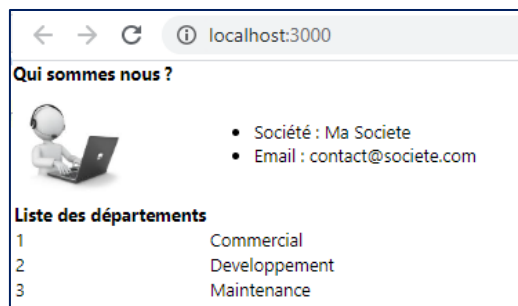 localhost:3000
Qui sommes nous ?
• Société : Ma Societe
• Email : contact@societe.com
Liste des départements
1 Commercial
2 Developpement
3 Maintenance